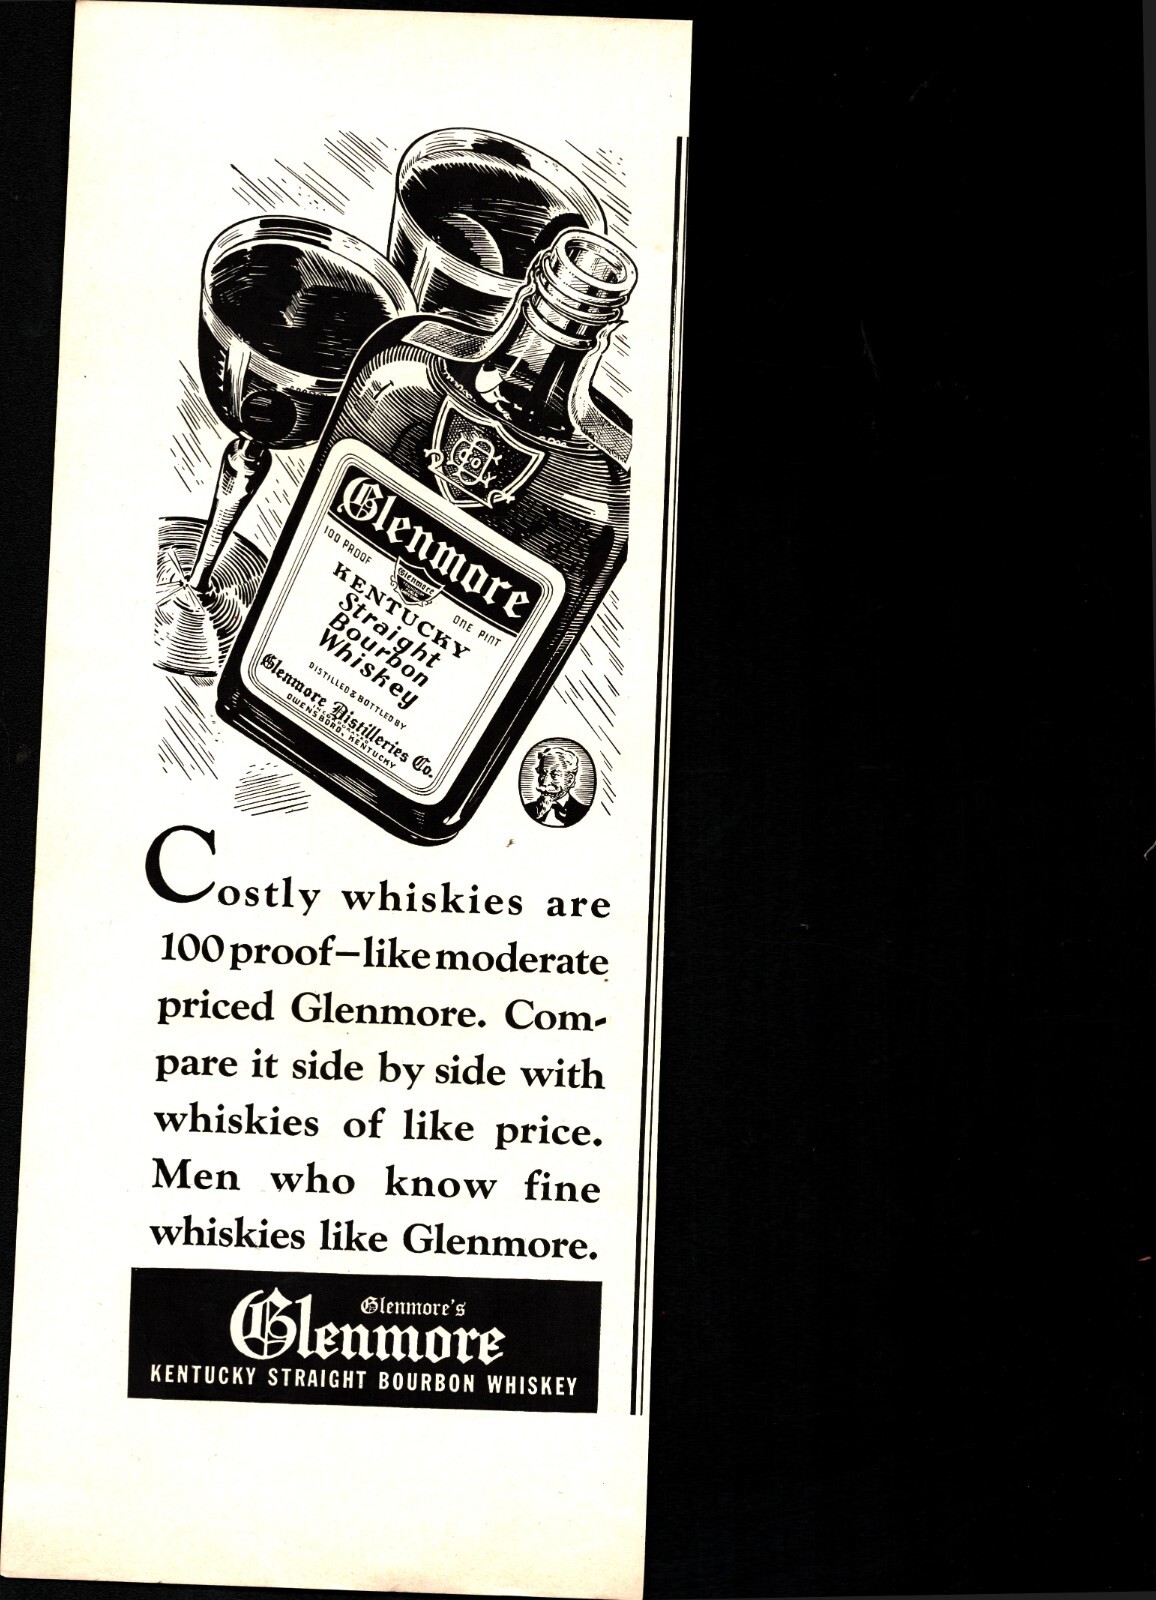 Glenmore
100 PROOF
Glenmore
ONE PINT
KENTUCKY
Straight
Bourbon
Whiskey
DISTILLED & BOTTLED BY
Glenmore Distilleries Co.
OWENSBORO, KENTUCKY
Costly whiskies are
100 proof—like moderate
priced Glenmore. Com-
pare it side by side with
whiskies of like price.
Men who know fine
whiskies like Glenmore.
Glenmore's
Glenmore
KENTUCKY STRAIGHT BOURBON WHISKEY